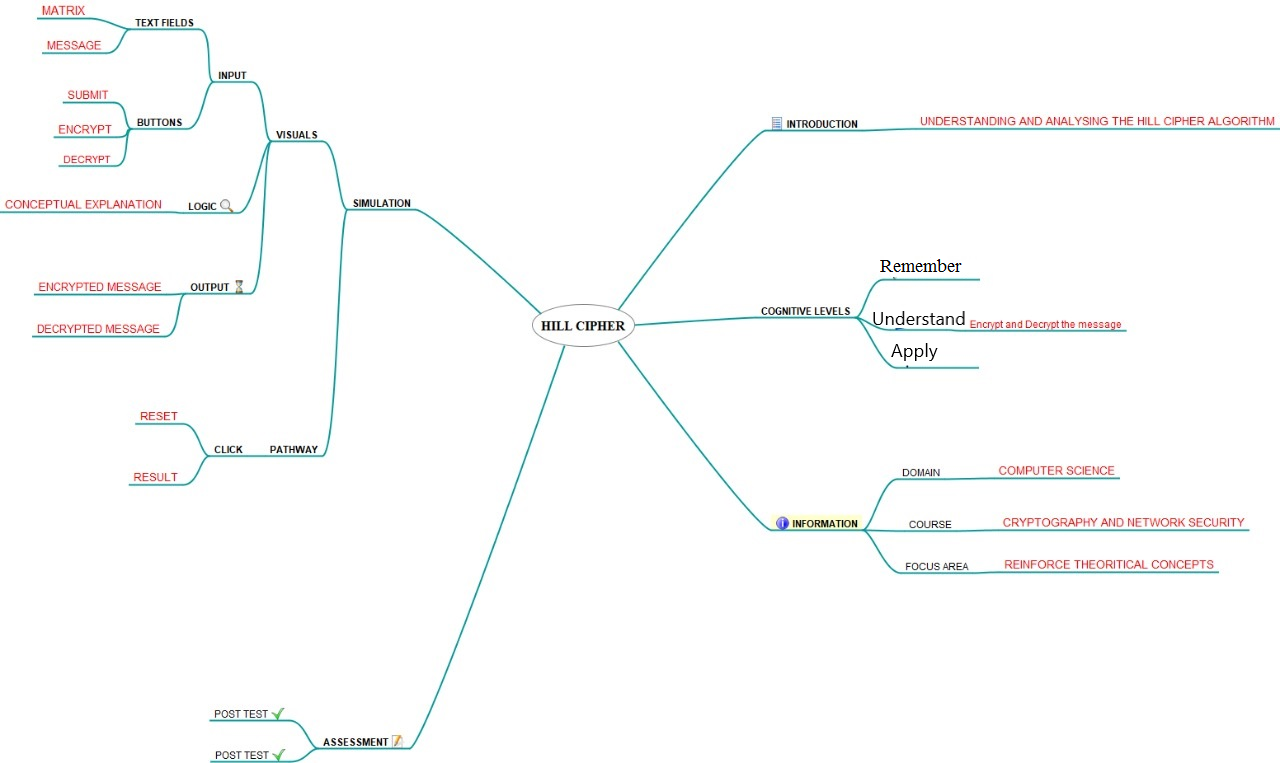 MATRIX
TEXT FIELDS
MESSAGE
INPUT
SUBMIT
BUTTONS
ENCRYPT
DECRYPT
VISUALS
CONCEPTUAL EXPLANATION
LOGIC
SIMULATION
ENCRYPTED MESSAGE
OUTPUT
DECRYPTED MESSAGE
RESET
CLICK
PATHWAY
RESULT
HILL CIPHER
INTRODUCTION
UNDERSTANDING AND ANALYSING THE HILL CIPHER ALGORITHM
COGNITIVE LEVELS
Remember
Understand
Encrypt and Decrypt the message
Apply
INFORMATION
DOMAIN
COMPUTER SCIENCE
COURSE
CRYPTOGRAPHY AND NETWORK SECURITY
FOCUS AREA
REINFORCE THEORITICAL CONCEPTS
POST TEST
ASSESSMENT
POST TEST